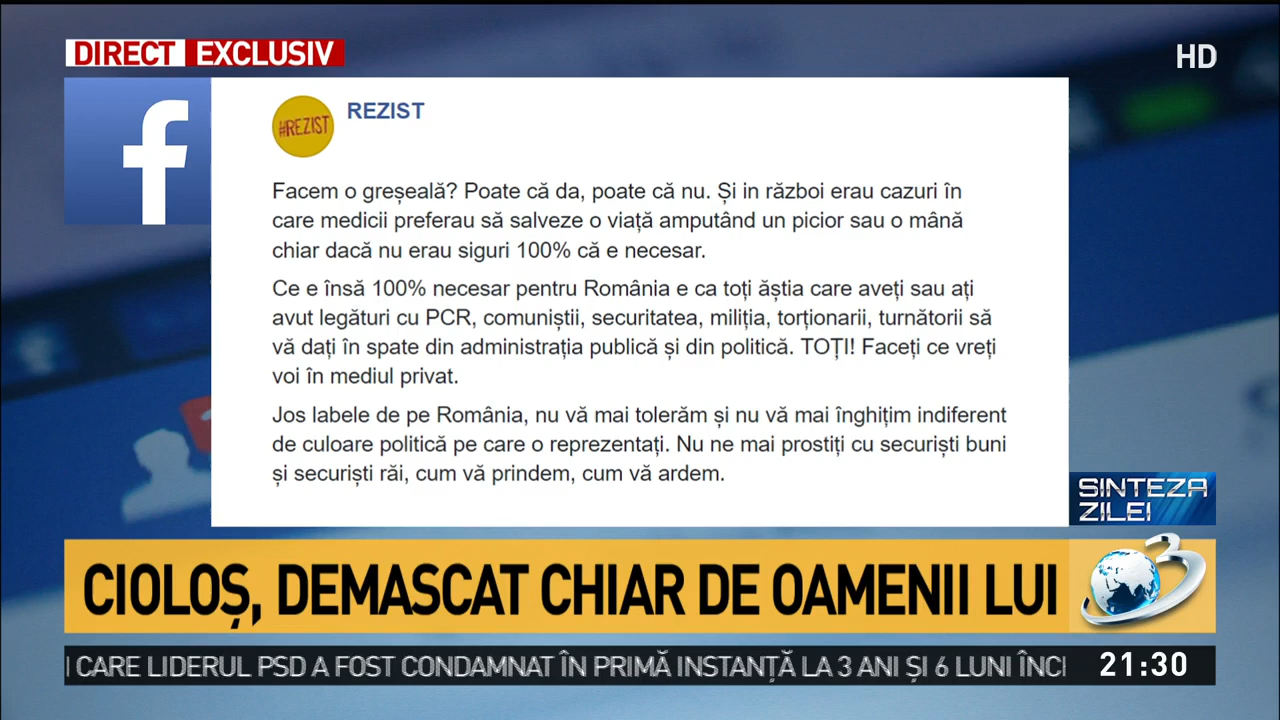 DIRECT EXCLUSIV
HD
#REZIST
REZIST
Facem o greșeală? Poate că da, poate că nu. Și in război erau cazuri în
care medicii preferau să salveze o viață amputând un picior sau o mână
chiar dacă nu erau siguri 100% că e necesar.
Ce e însă 100% necesar pentru România e ca toți ăștia care aveți sau ați
avut legături cu PCR, comuniștii, securitatea, miliția, torționarii, turnătorii să
vă dați în spate din administrația publică și din politică. TOȚI! Faceți ce vreți
voi în mediul privat.
Jos labele de pe România, nu vă mai tolerăm și nu vă mai înghițim indiferent
de culoare politică pe care o reprezentați. Nu ne mai prostiți cu securiști buni
și securiști răi, cum vă prindem, cum vă ardem.
SINTEZA
ZILEI
CIOLOȘ, DEMASCAT CHIAR DE OAMENII LUI
3
CARE LIDERUL PSD A FOST CONDAMNAT ÎN PRIMĂ INSTANȚĂ LA 3 ANI ȘI 6 LUNI ÎNCI
21:30